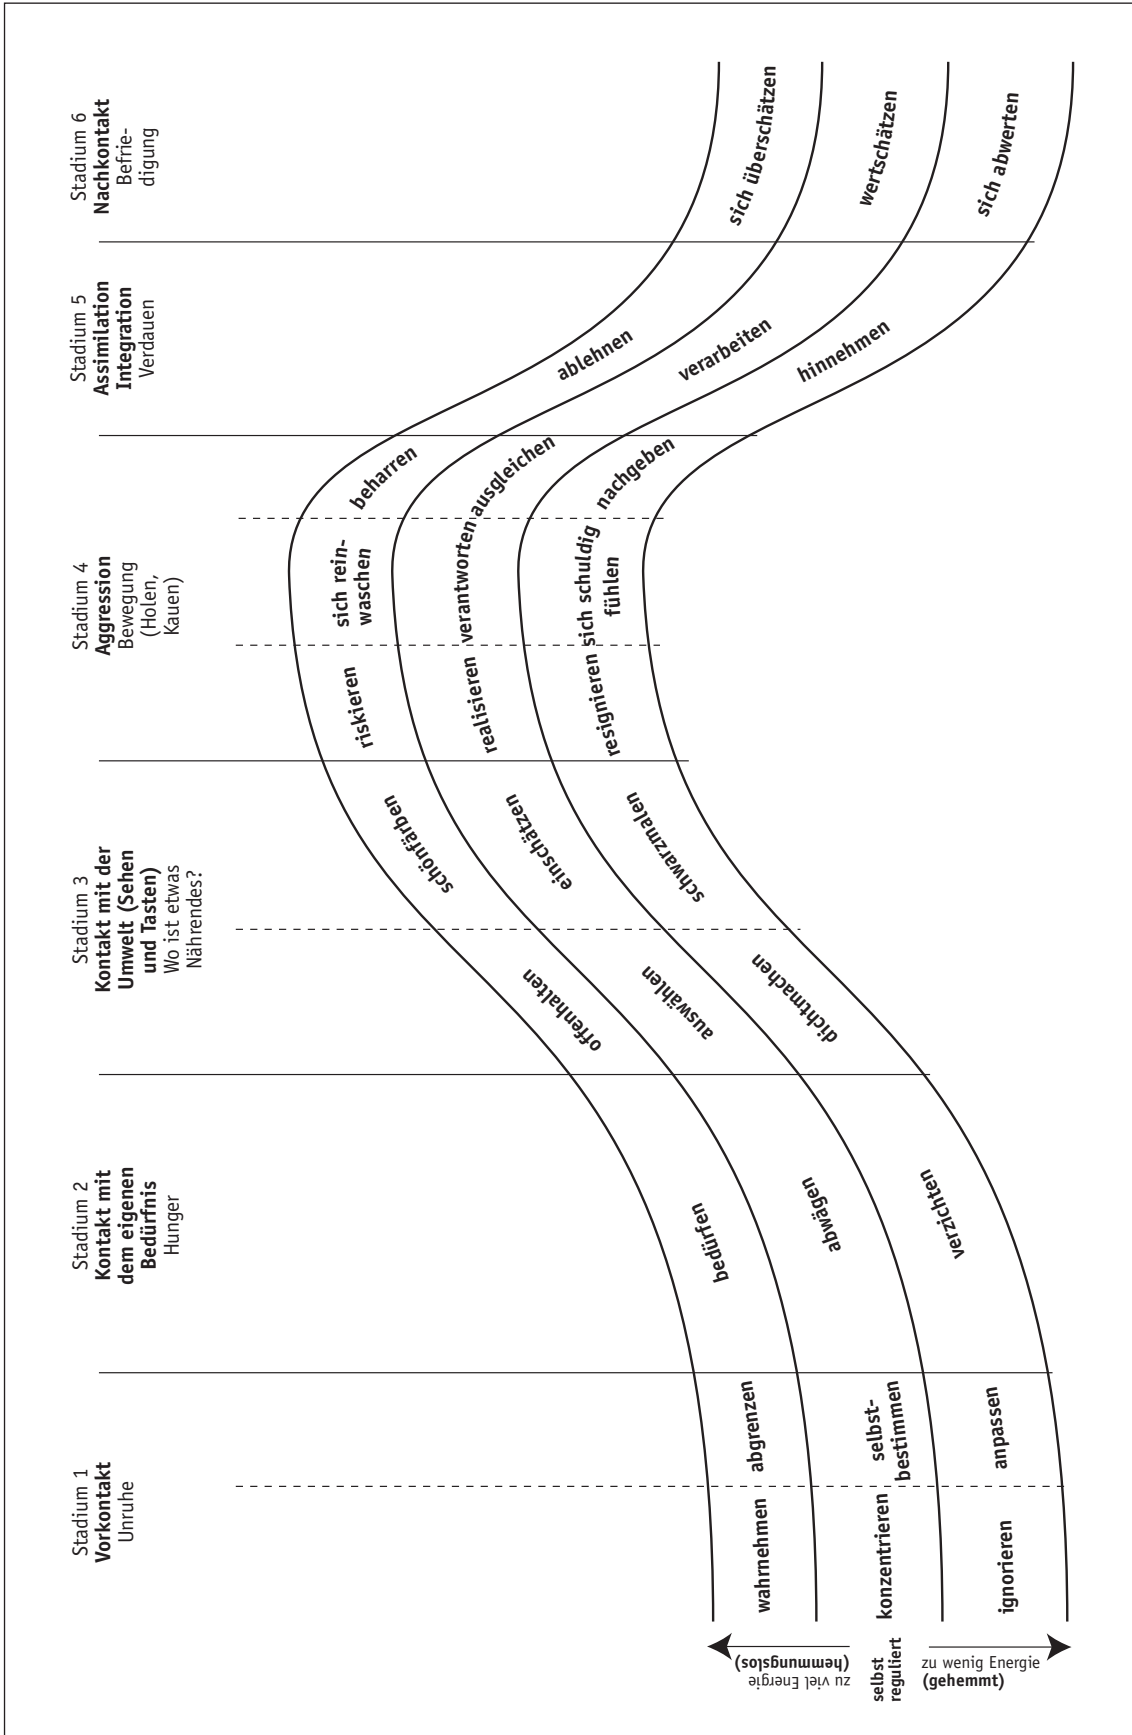 Stadium 1
Vorkontakt
Unruhe
Stadium 2
Kontakt mit
dem eigenen
Bedürfnis
Hunger
Stadium 3
Kontakt mit der
Umwelt (Sehen
und Tasten)
Wo ist etwas
Nährendes?
Stadium 4
Aggression
Bewegung
(Holen,
Kauen)
Stadium 5
Assimilation
Integration
Verdauen
Stadium 6
Nachkontakt
Befrie-
digung
zu viel Energie
(hemmungslos)
wahrnehmen
abgrenzen
bedürfen
offenhalten
schönfärben
riskieren
sich rein-
waschen
beharren
ablehnen
sich überschätzen
selbst
reguliert
konzentrieren
selbst-
bestimmen
abwägen
auswählen
einschätzen
realisieren
verantworten
ausgleichen
verarbeiten
wertschätzen
zu wenig Energie
(gehemmt)
ignorieren
anpassen
verzichten
dichtmachen
schwarzmalen
resignieren
sich schuldig
fühlen
nachgeben
hinnehmen
sich abwerten